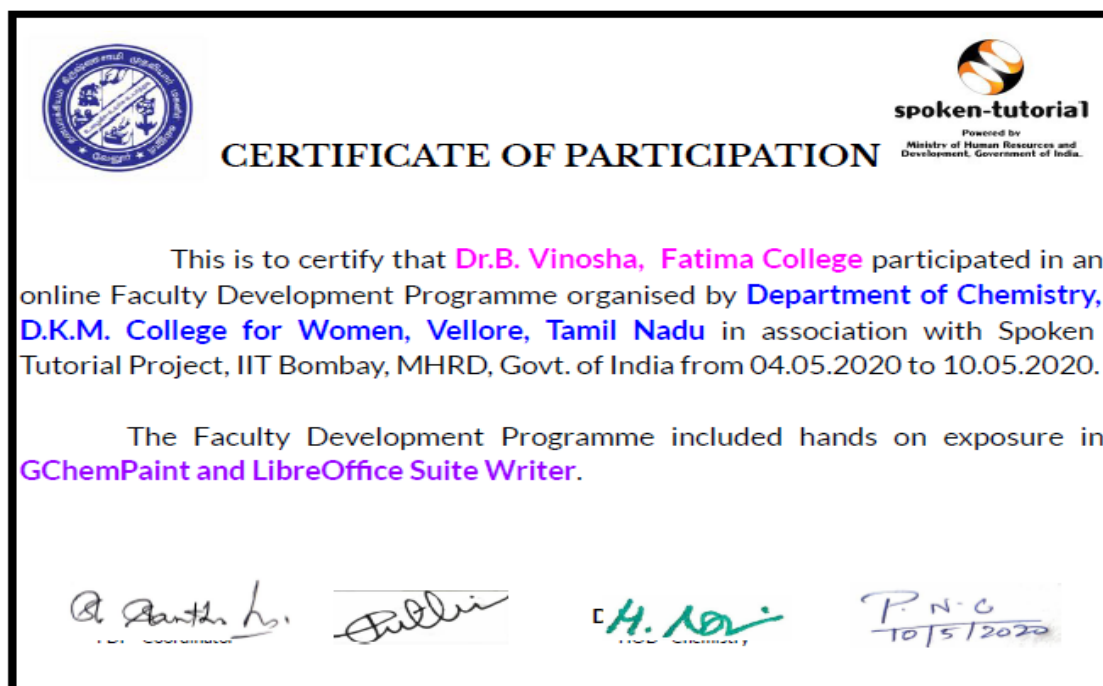 spoken-tutorial
Powered by
Ministry of Human Resources and
Development, Government of India.
CERTIFICATE OF PARTICIPATION
This is to certify that Dr.B. Vinosha, Fatima College participated in an
online Faculty Development Programme organised by Department of Chemistry,
D.K.M. College for Women, Vellore, Tamil Nadu in association with Spoken
Tutorial Project, IIT Bombay, MHRD, Govt. of India from 04.05.2020 to 10.05.2020.
The Faculty Development Programme included hands on exposure in
GChemPaint and LibreOffice Suite Writer.
P. N. C
10/5/2020